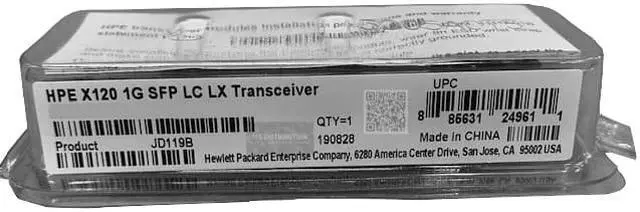 HPE X120 1G SFP LC LX Transceiver
UPC
8 85631 24961 1
Product JD119B
QTY=1
190828
Made in CHINA
Hewlett Packard Enterprise Company, 6280 America Center Drive, San Jose, CA 95002 USA